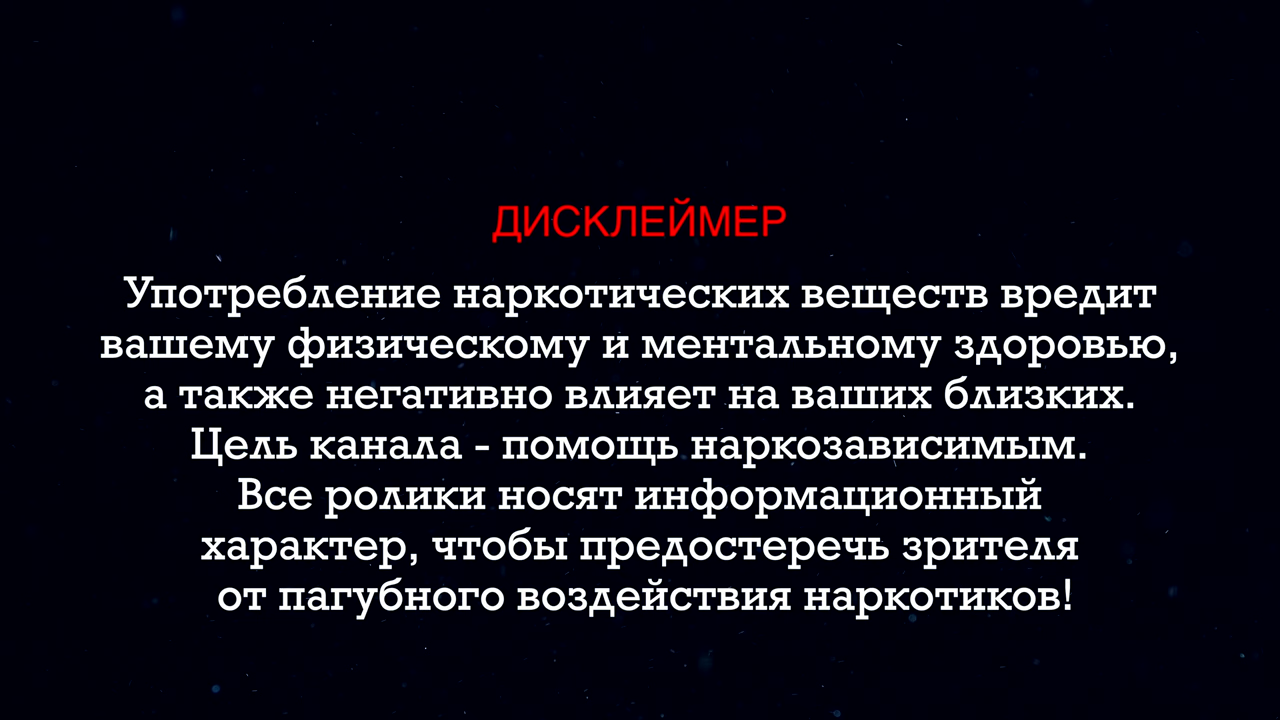 ДИСКЛЕЙМЕР
Употребление наркотических веществ вредит
вашему физическому и ментальному здоровью,
а также негативно влияет на ваших близких.
Цель канала - помощь наркозависимым.
Все ролики носят информационный
характер, чтобы предостеречь зрителя
от пагубного воздействия наркотиков!